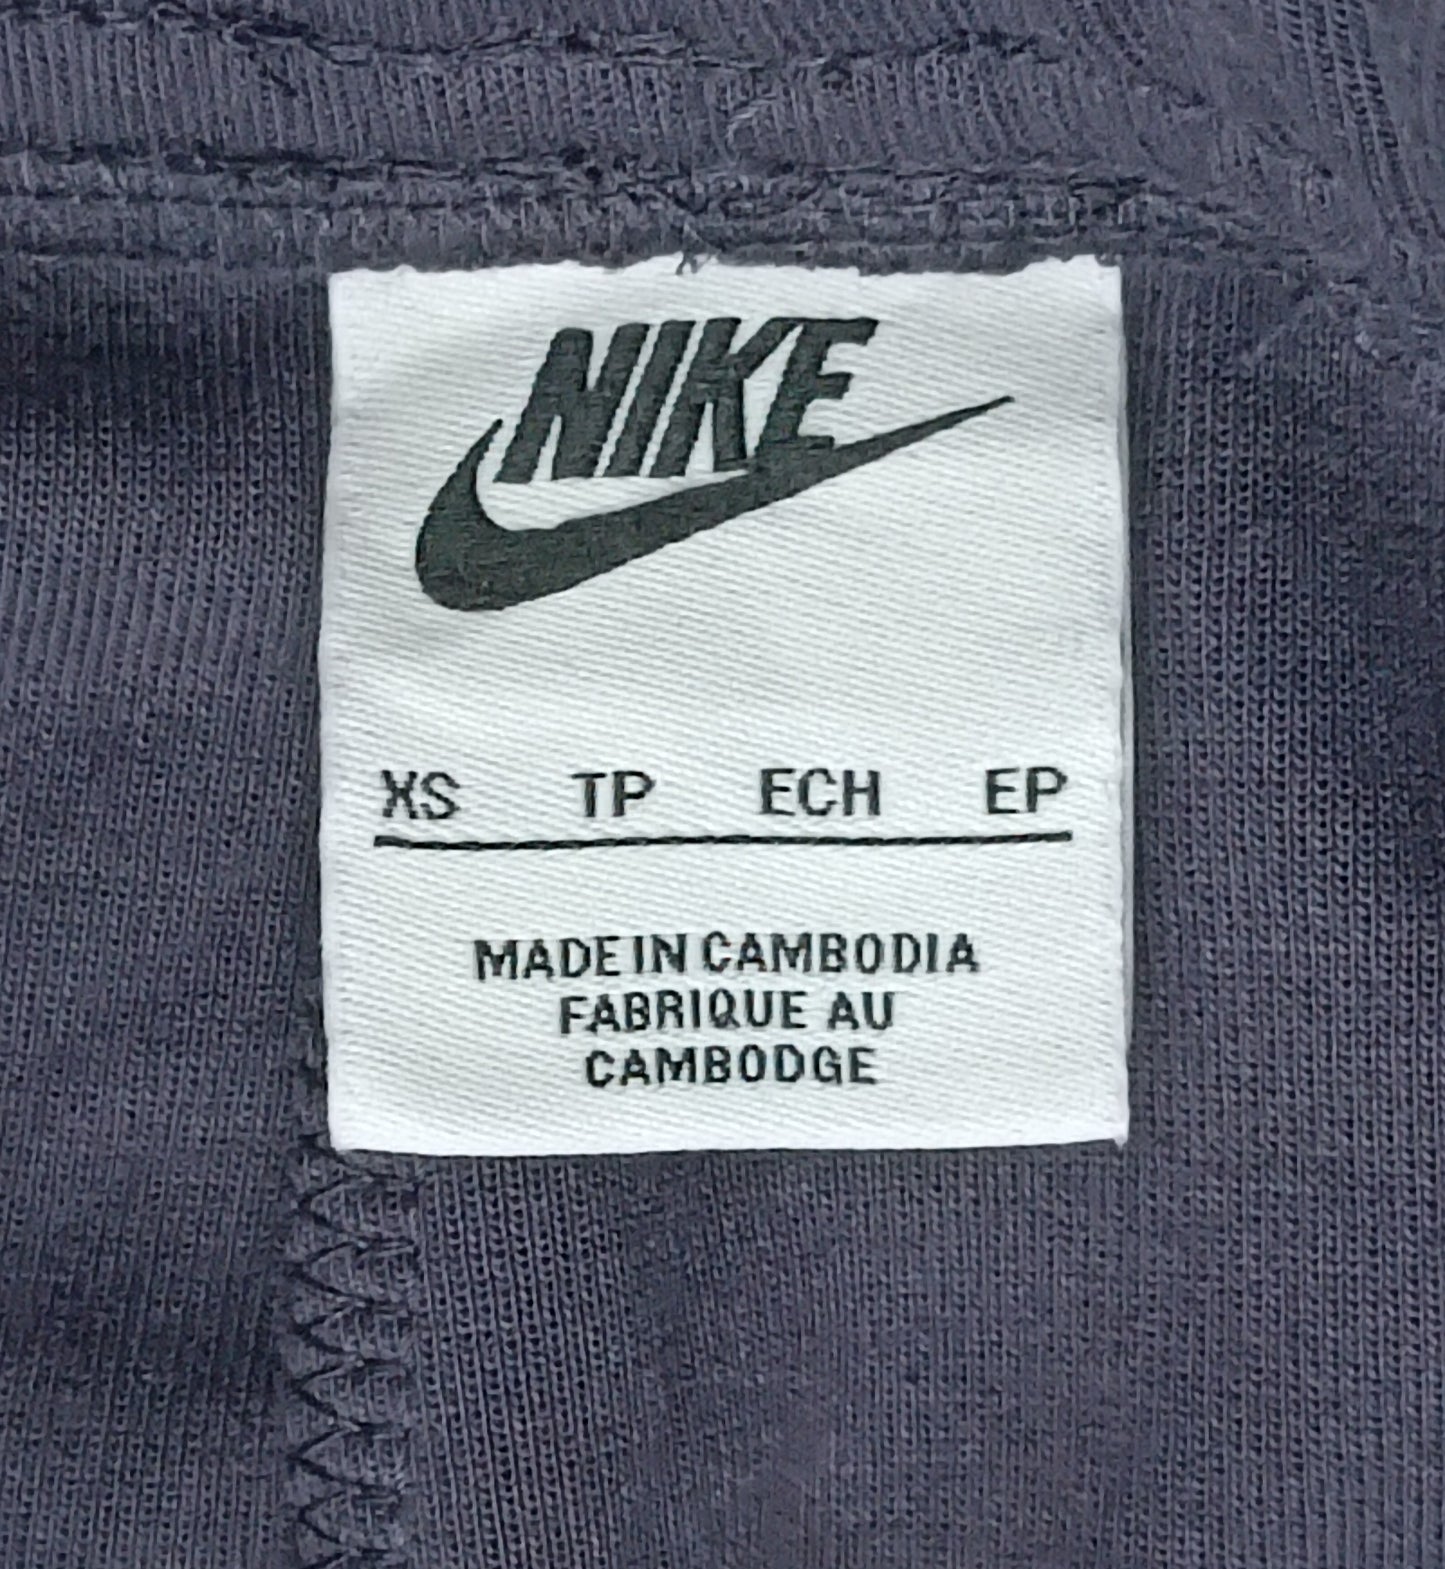 NIKE
XS TP ECH EP
MADE IN CAMBODIA
FABRIQUE AU
CAMBODGE